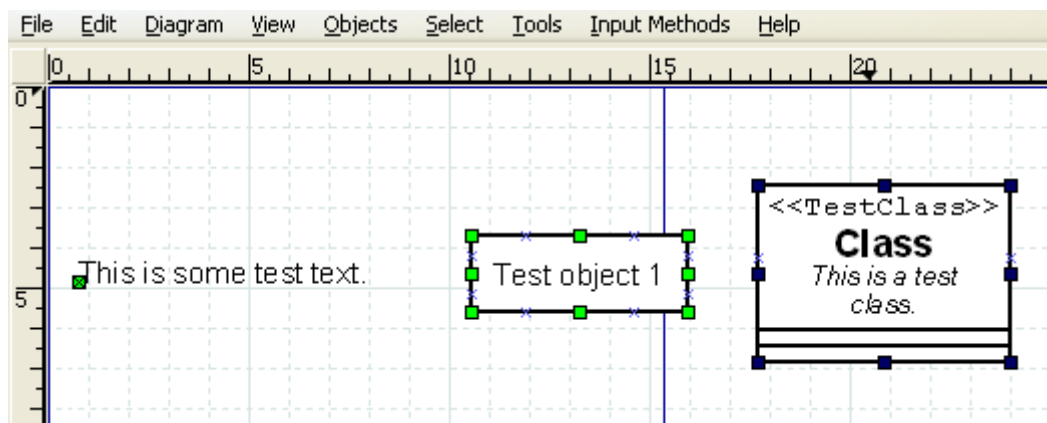 File Edit Diagram View Objects Select Tools Input Methods Help
0 5 10 15 20
0
5
This is some test text.
Test object 1
<<TestClass>>
Class
This is a test
class.